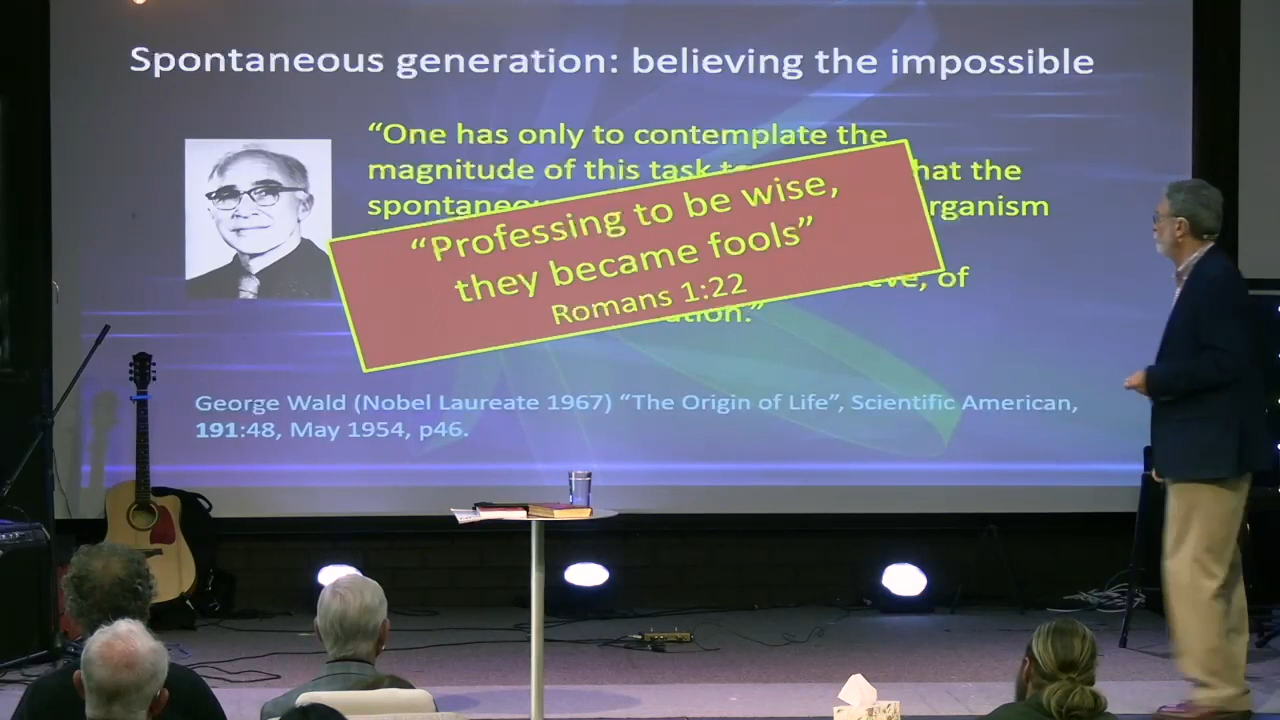 Spontaneous generation: believing the impossible
“One has only to contemplate the
magnitude of this task hat the
spontaneou rganism
“Professing to be wise,
they became fools”
Romans 1:22
eve, of
ation.”
George Wald (Nobel Laureate 1967) “The Origin of Life”, Scientific American,
191:48, May 1954, p46.